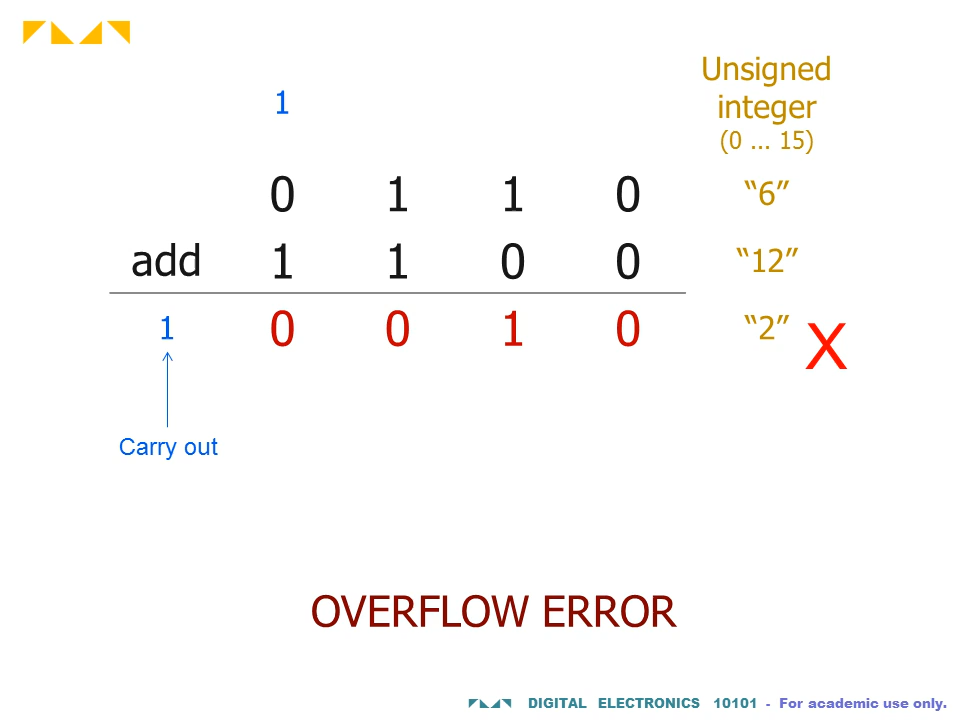 Unsigned
integer
(0 ... 15)
1
0 1 1 0 “6”
add 1 1 0 0 “12”
1 0 0 1 0 “2” X
Carry out
OVERFLOW ERROR
DIGITAL ELECTRONICS 10101 - For academic use only.